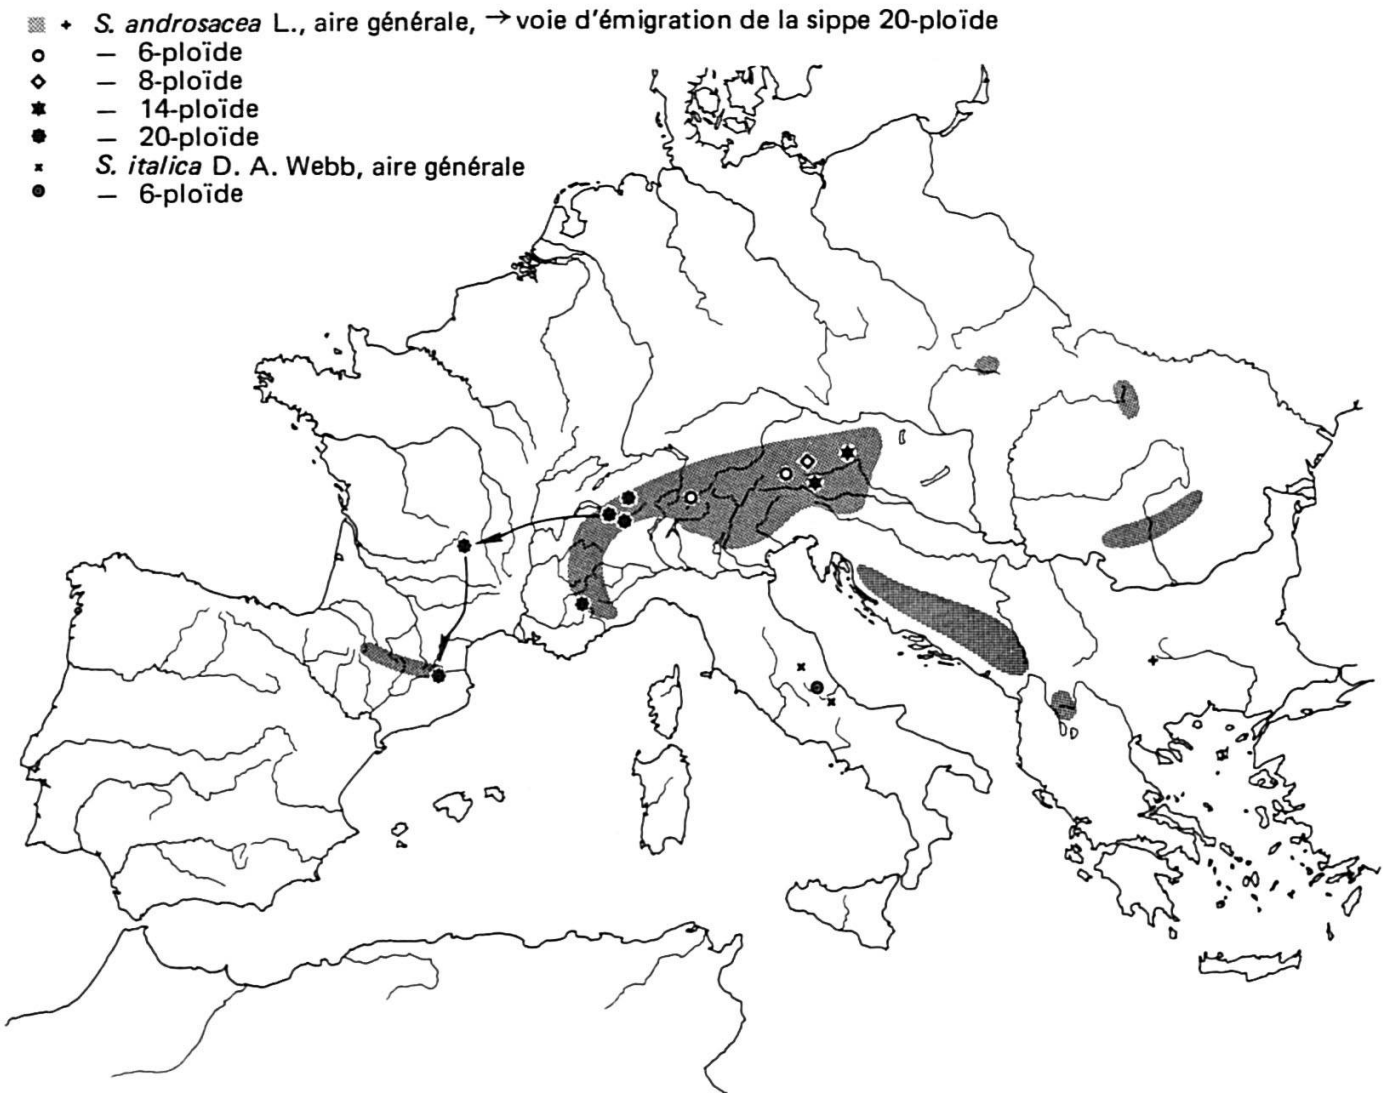 + S. androsacea L., aire générale, → voie d'émigration de la sippe 20-ploïde
— 6-ploïde
— 8-ploïde
— 14-ploïde
— 20-ploïde
× S. italica D. A. Webb, aire générale
— 6-ploïde